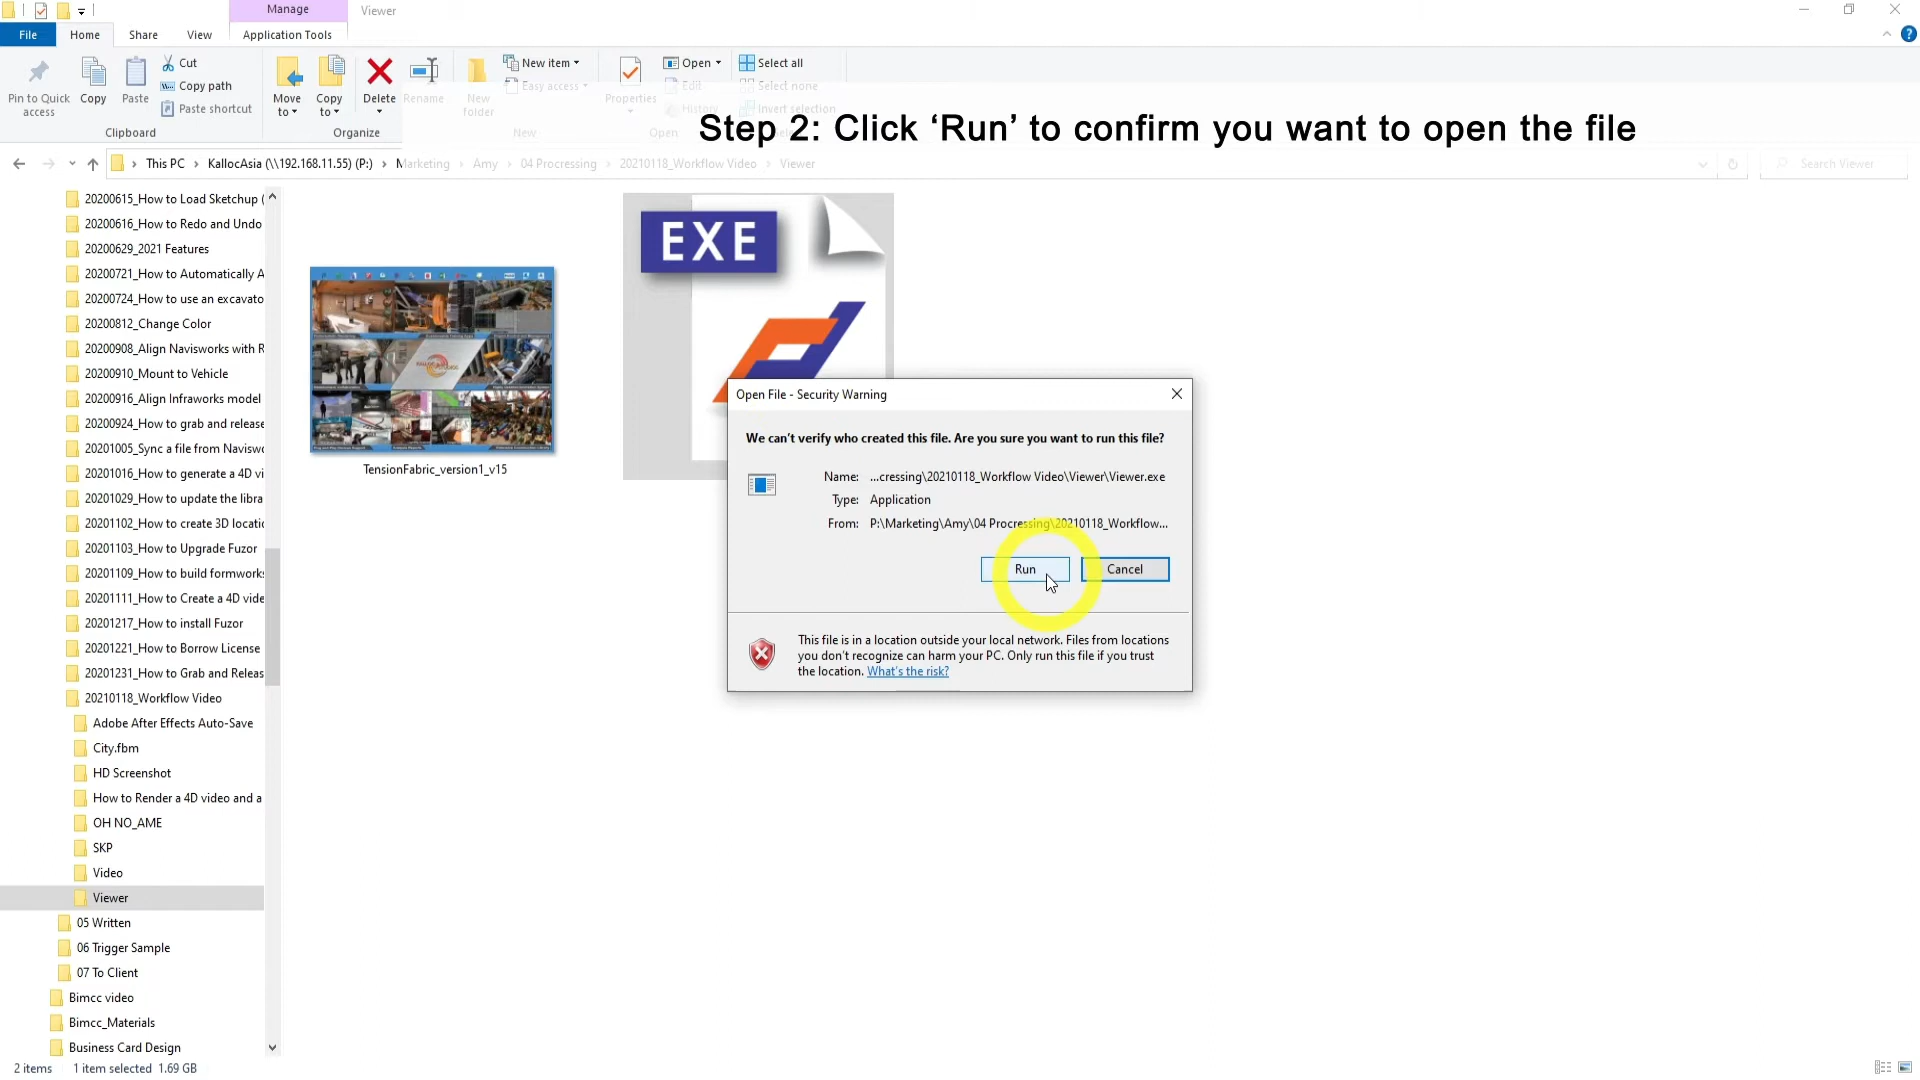 Manage
Viewer
File
Home
Share
View
Application Tools
Pin to Quick access
Copy
Paste
Cut
Copy path
Paste shortcut
Move to
Copy to
Delete
Rename
New folder
New item
Easy access
Properties
Open
Edit
History
Select all
Select none
Invert selection
Clipboard
Organize
New
Open
Step 2: Click ‘Run’ to confirm you want to open the file
This PC
KallocAsia (\\192.168.11.55) (P:)
Marketing
Amy
04 Procressing
20210118_Workflow Video
Viewer
Search Viewer
20200615_How to Load Sketchup (
20200616_How to Redo and Undo
20200629_2021 Features
20200721_How to Automatically A
20200724_How to use an excavato
20200812_Change Color
20200908_Align Navisworks with R
20200910_Mount to Vehicle
20200916_Align Infraworks model
20200924_How to grab and release
20201005_Sync a file from Naviswo
20201016_How to generate a 4D vi
20201029_How to update the libra
20201102_How to create 3D locatio
20201103_How to Upgrade Fuzor
20201109_How to build formworks
20201111_How to Create a 4D vide
20201217_How to install Fuzor
20201221_How to Borrow License
20201231_How to Grab and Releas
20210118_Workflow Video
Adobe After Effects Auto-Save
City.fbm
HD Screenshot
How to Render a 4D video and a
OH NO_AME
SKP
Video
Viewer
05 Written
06 Trigger Sample
07 To Client
Bimcc video
Bimcc_Materials
Business Card Design
TensionFabric_version1_v15
EXE
Open File - Security Warning
We can't verify who created this file. Are you sure you want to run this file?
Name: ...cressing\20210118_Workflow Video\Viewer\Viewer.exe
Type: Application
From: P:\Marketing\Amy\04 Procressing\20210118_Workflow...
Run
Cancel
This file is in a location outside your local network. Files from locations
you don't recognize can harm your PC. Only run this file if you trust
the location. What's the risk?
2 items
1 item selected 1.69 GB